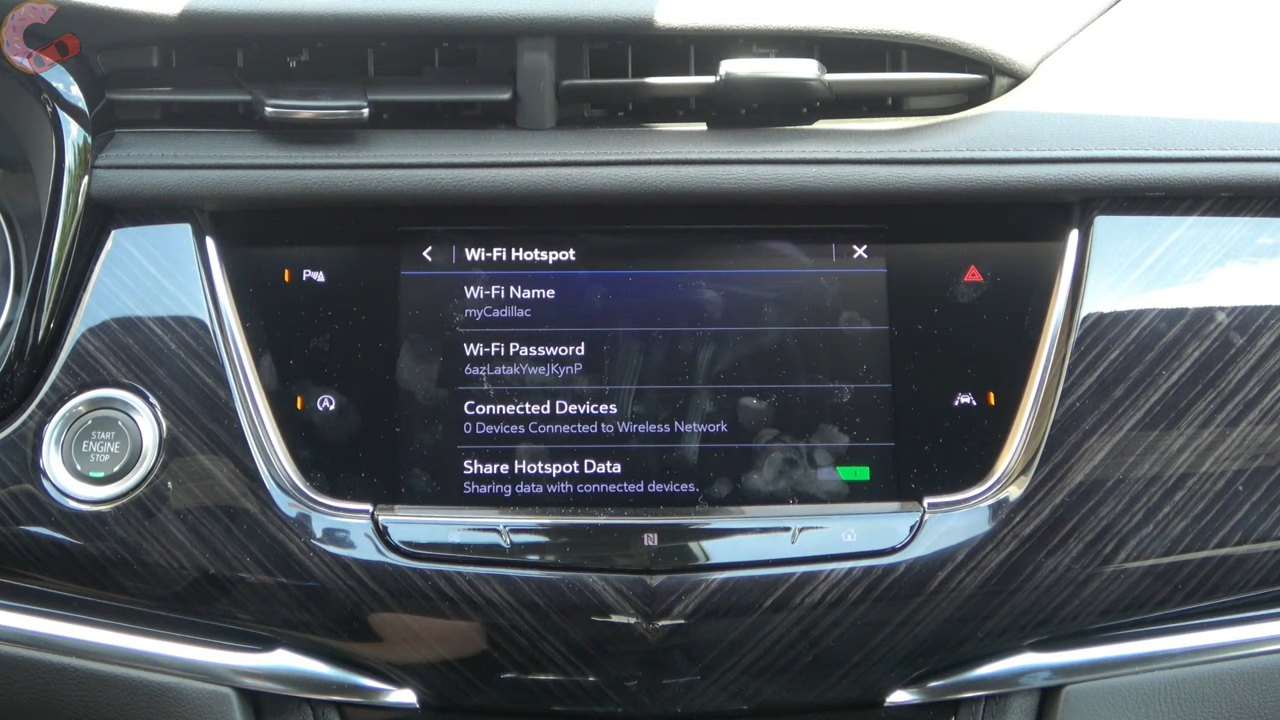 Wi-Fi Hotspot
Wi-Fi Name
myCadillac
Wi-Fi Password
6azLatakYweJKynP
Connected Devices
0 Devices Connected to Wireless Network
Share Hotspot Data
Sharing data with connected devices.
START
ENGINE
STOP